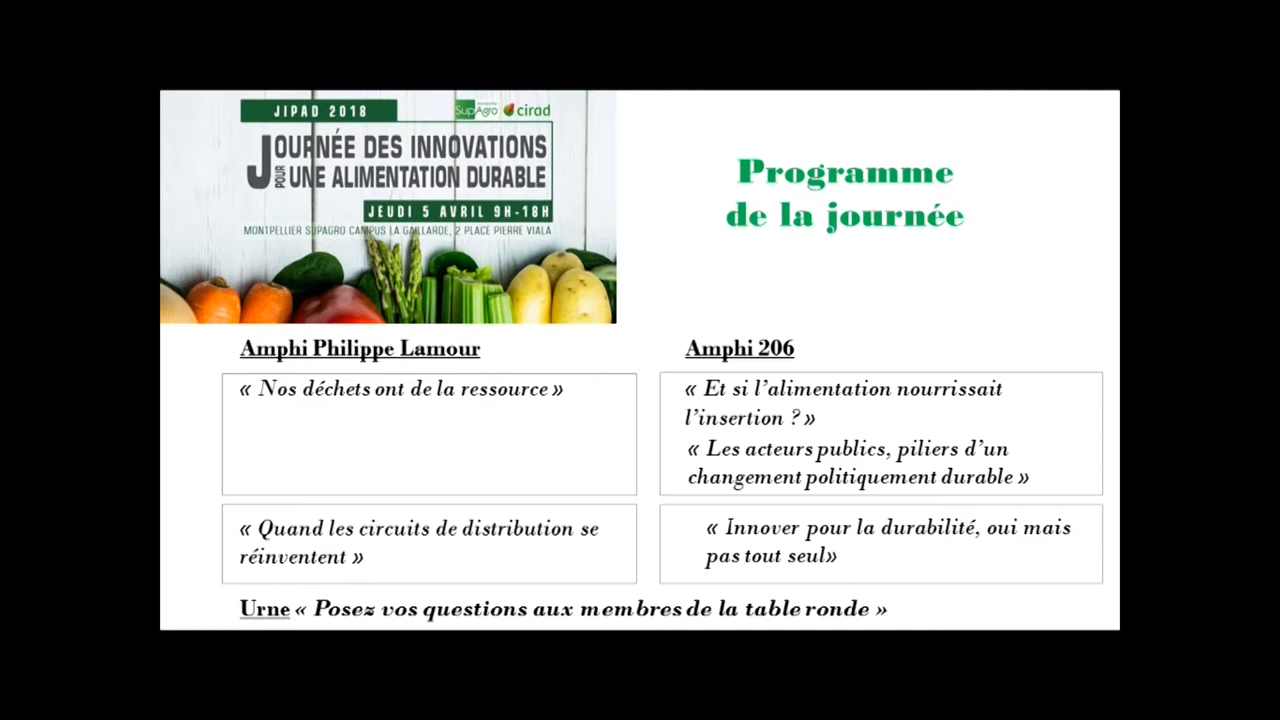 JIPAD 2018
SupAgro cirad
JOURNÉE DES INNOVATIONS
POUR UNE ALIMENTATION DURABLE
JEUDI 5 AVRIL 9H-18H
MONTPELLIER SUPAGRO CAMPUS LA GAILLARDE, 2 PLACE PIERRE VIALA
Programme
de la journée
Amphi Philippe Lamour
« Nos déchets ont de la ressource »
« Quand les circuits de distribution se
réinventent »
Amphi 206
« Et si l’alimentation nourrissait
l’insertion ? »
« Les acteurs publics, piliers d’un
changement politiquement durable »
« Innover pour la durabilité, oui mais
pas tout seul»
Urne « Posez vos questions aux membres de la table ronde »